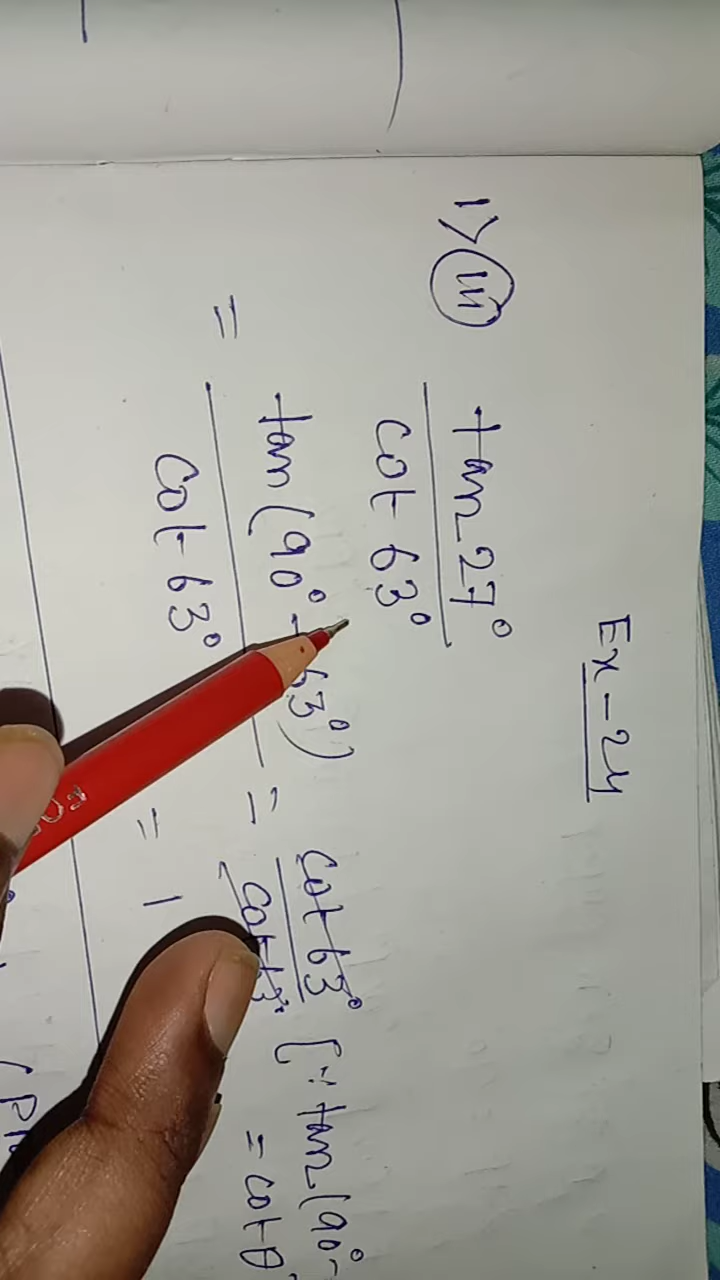 Ex-24
1> (iii) tan 27°
cot 63°
= tan (90° - 63°) = cot 63° [∵ tan (90° -
cot 63° cot 63° = cot θ
= 1